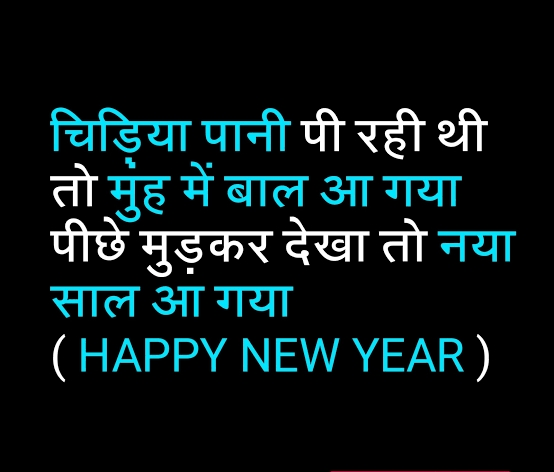 चिड़िया पानी पी रही थी
तो मुंह में बाल आ गया
पीछे मुड़कर देखा तो नया
साल आ गया
( HAPPY NEW YEAR )